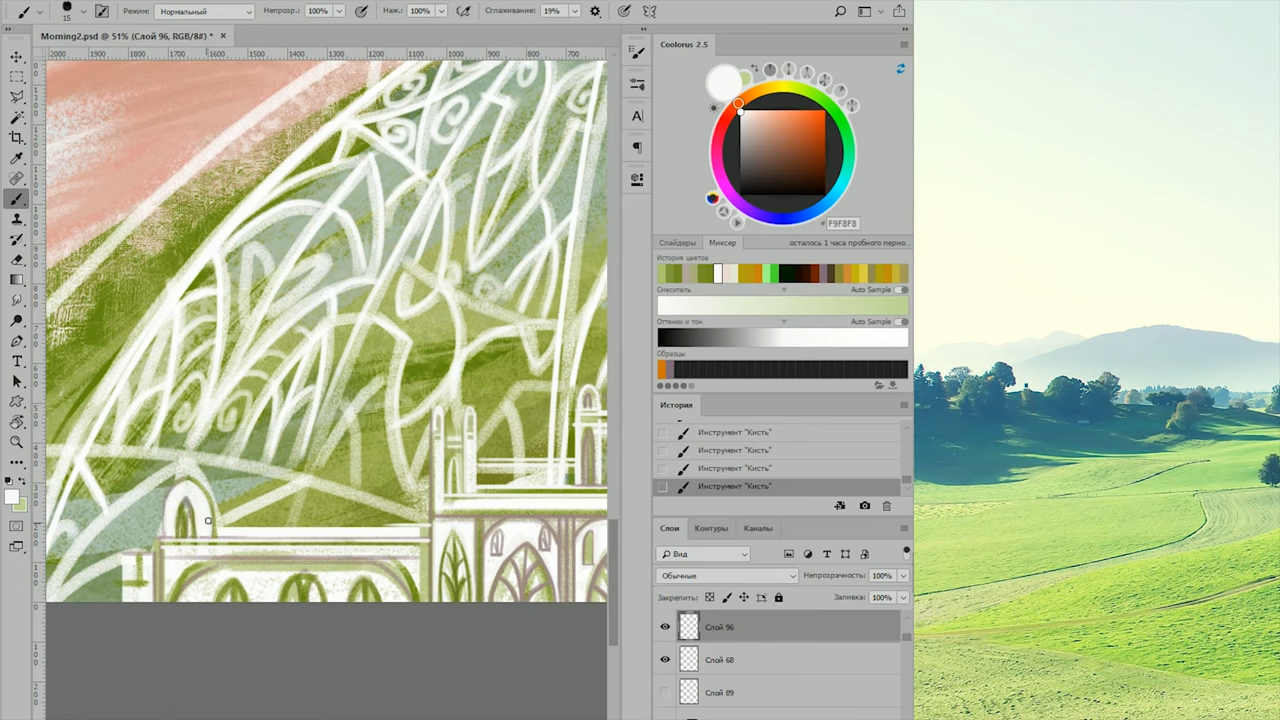 15
Режим:
Нормальный
Непрозр.:
100%
Наж.:
100%
Сглаживание:
19%
Morning2.psd @ 51% (Слой 96, RGB/8#) *
2000 1900 1800 1700 1600 1500 1400 1300 1200 1100 1000 900 800 700
Coolorus 2.5
# F9F8F8
Слайдеры
Миксер
осталось 1 часа пробного перио...
История цветов
Смеситель
Auto Sample
Оттенки и тон
Auto Sample
Образцы
История
Инструмент "Кисть"
Инструмент "Кисть"
Инструмент "Кисть"
Инструмент "Кисть"
Слои
Контуры
Каналы
Вид
Обычные
Непрозрачность:
100%
Закрепить:
Заливка:
100%
Слой 96
Слой 68
Слой 89